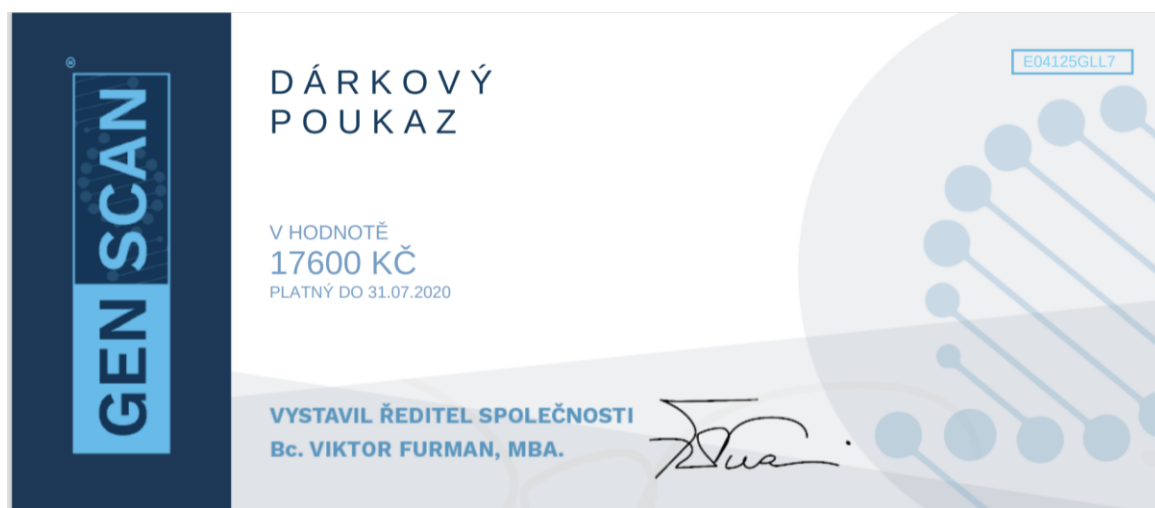 GEN SCAN®
DÁRKOVÝ
POUKAZ
E04125GLL7
V HODNOTĚ
17600 KČ
PLATNÝ DO 31.07.2020
VYSTAVIL ŘEDITEL SPOLEČNOSTI
Bc. VIKTOR FURMAN, MBA.